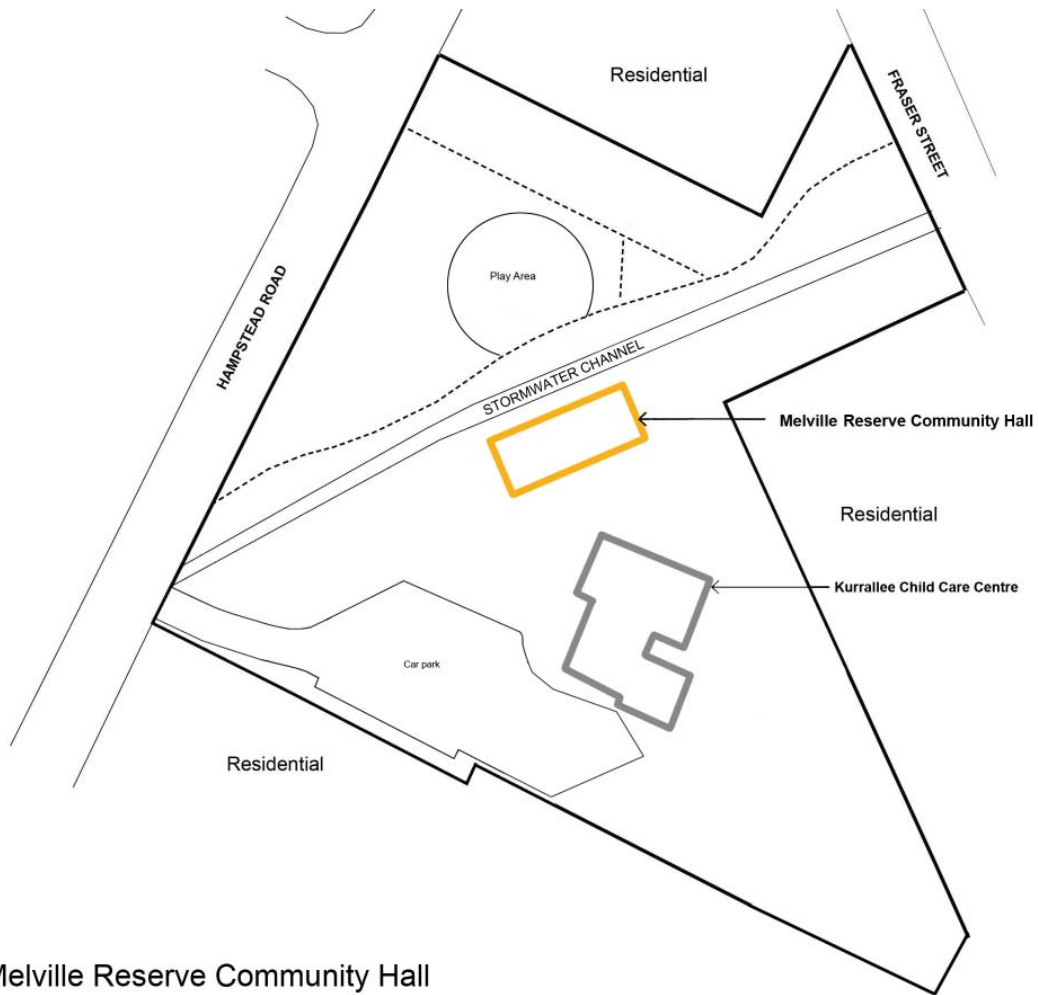 Residential
FRASER STREET
Play Area
HAMPSTEAD ROAD
STORMWATER CHANNEL
Melville Reserve Community Hall
Residential
Kurrallee Child Care Centre
Car park
Residential
Melville Reserve Community Hall